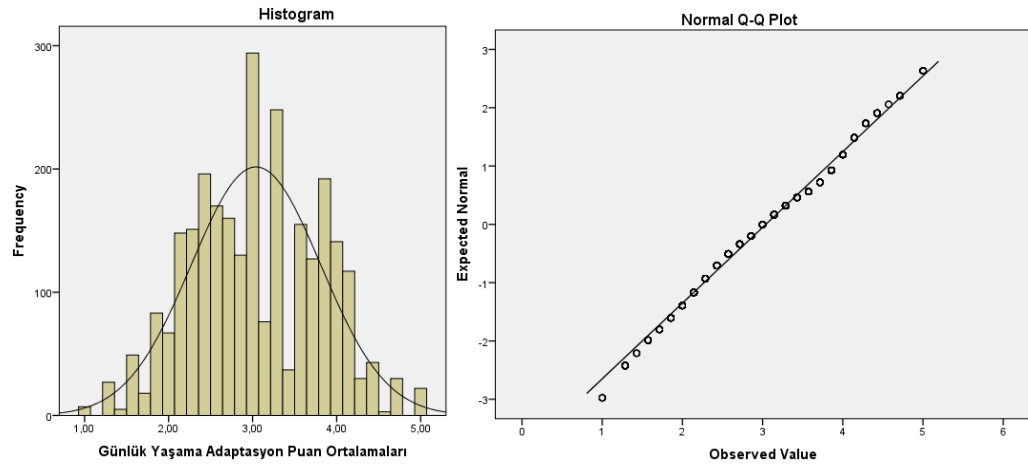 Histogram
Frequency
300
200
100
0
1,00 2,00 3,00 4,00 5,00
Günlük Yaşama Adaptasyon Puan Ortalamaları
Normal Q-Q Plot
Expected Normal
3
2
1
0
-1
-2
-3
0 1 2 3 4 5 6
Observed Value